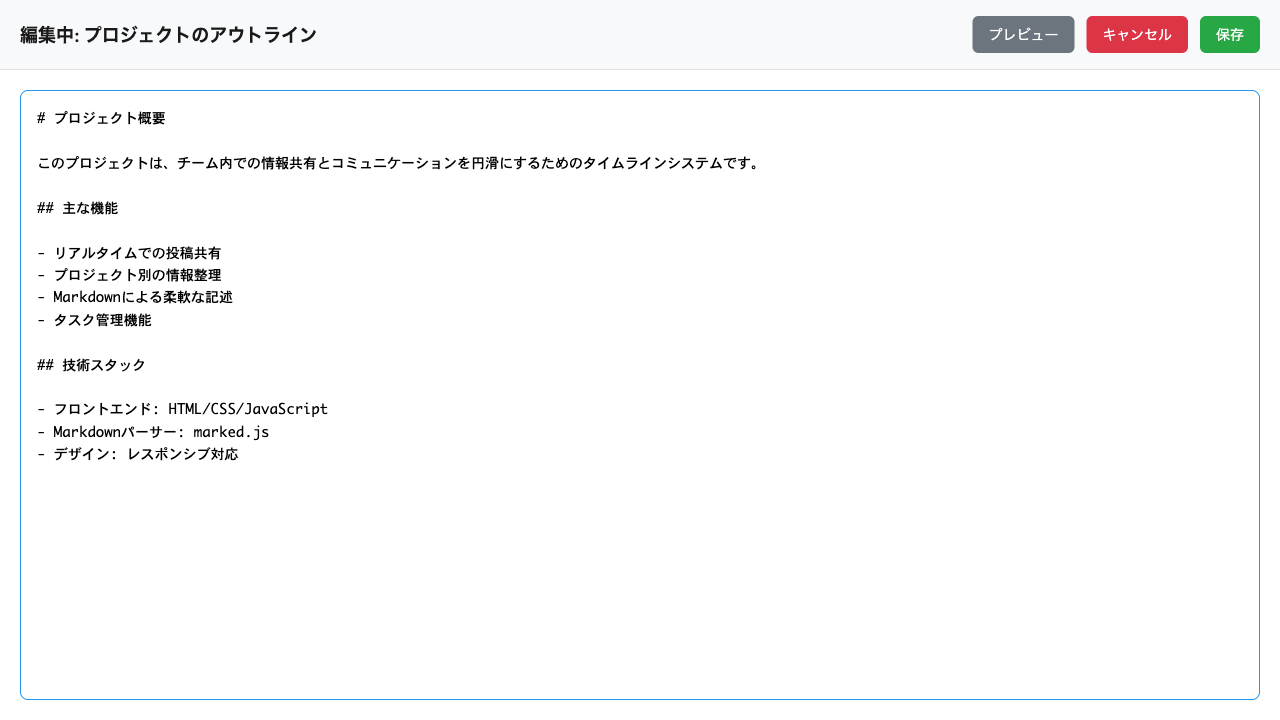 編集中: プロジェクトのアウトライン
プレビュー
キャンセル
保存
# プロジェクト概要
このプロジェクトは、チーム内での情報共有とコミュニケーションを円滑にするためのタイムラインシステムです。
## 主な機能
- リアルタイムでの投稿共有
- プロジェクト別の情報整理
- Markdownによる柔軟な記述
- タスク管理機能
## 技術スタック
- フロントエンド: HTML/CSS/JavaScript
- Markdownパーサー: marked.js
- デザイン: レスポンシブ対応